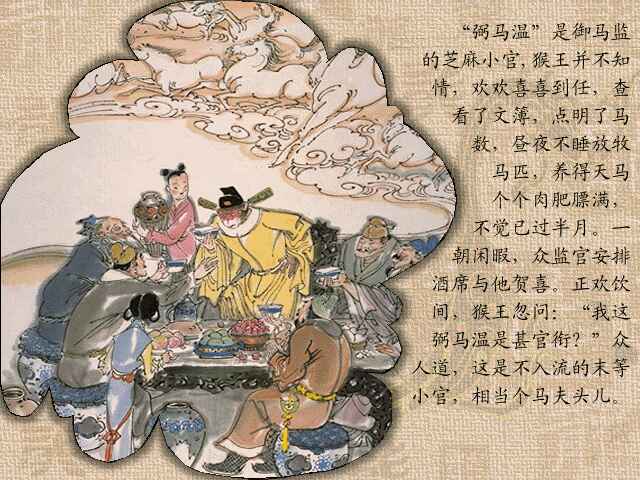 “弼马温”是御马监
的芝麻小官，猴王并不知
情，欢欢喜喜到任，查
看了文薄，点明了马
数，昼夜不睡放牧
马匹，养得天马
个个肉肥膘满，
不觉已过半月。一
朝闲暇，众监官安排
酒席与他贺喜。正欢饮
间，猴王忽问：“我这
弼马温是甚官衔？”众
人道，这是不入流的末等
小官，相当个马夫头儿。